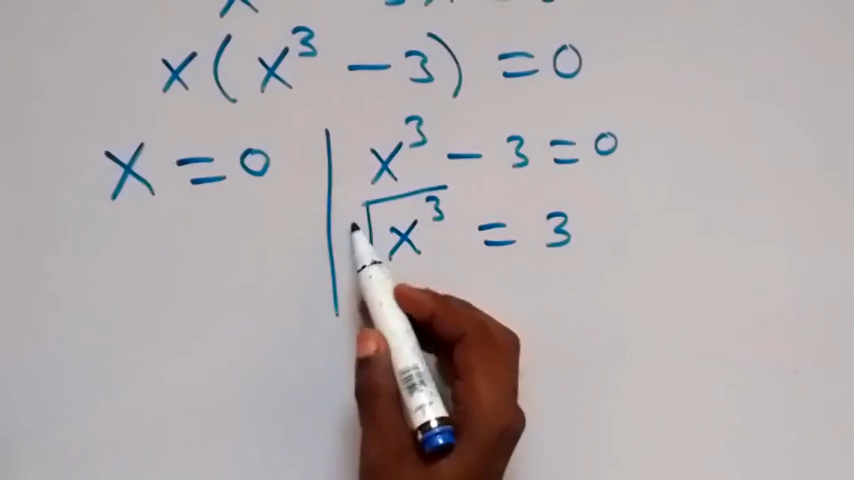 x(x³ − 3) = 0
x = 0 | x³ − 3 = 0
√x³ = 3